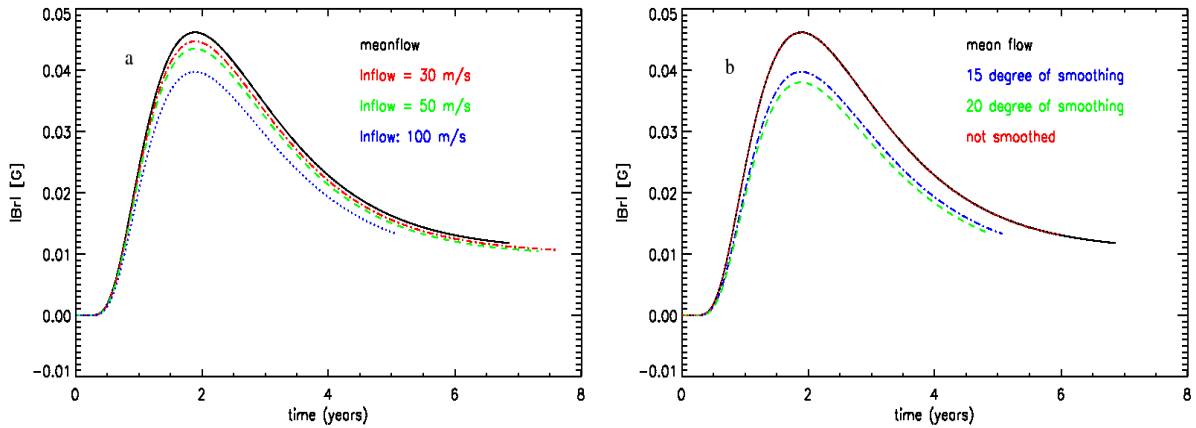 0.05
0.04
0.03
0.02
0.01
0.00
−0.01
|Br| [G]
a
meanflow
Inflow = 30 m/s
Inflow = 50 m/s
Inflow: 100 m/s
0 2 4 6 8
time (years)
0.05
0.04
0.03
0.02
0.01
0.00
−0.01
|Br| [G]
b
mean flow
15 degree of smoothing
20 degree of smoothing
not smoothed
0 2 4 6 8
time (years)